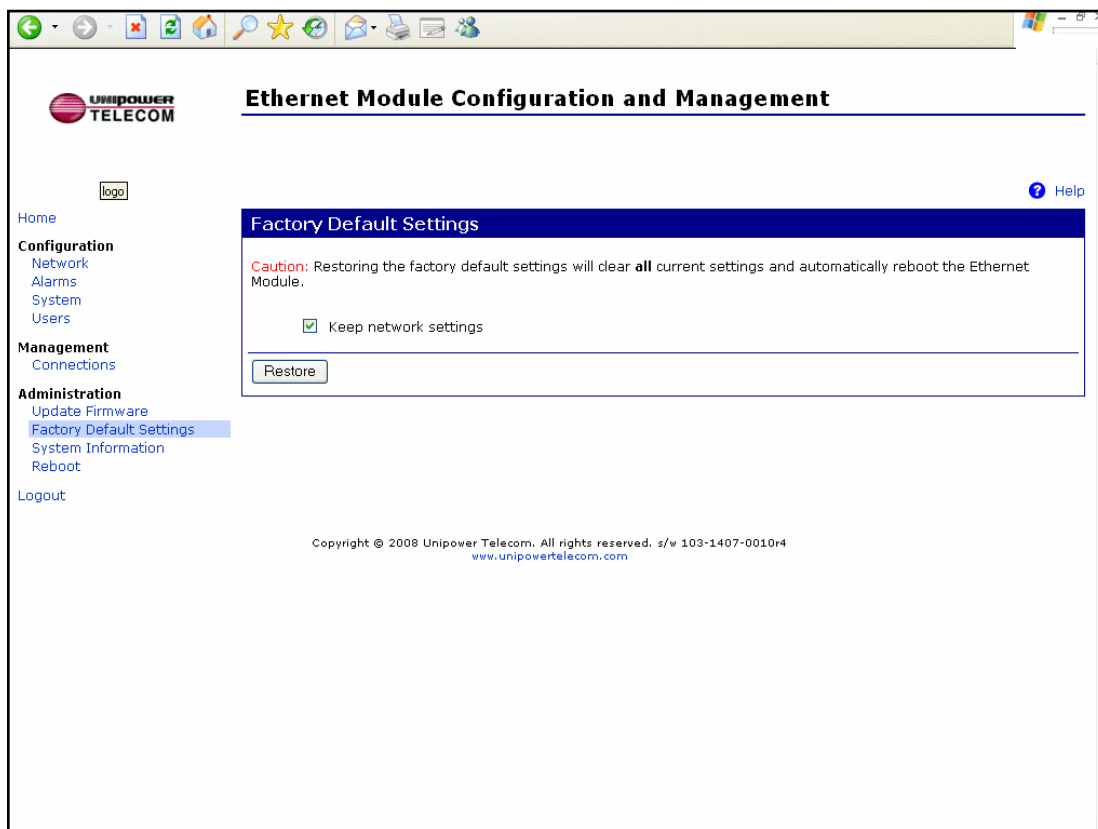 UNIPOWER
TELECOM
Ethernet Module Configuration and Management
logo
Help
Home
Configuration
Network
Alarms
System
Users
Management
Connections
Administration
Update Firmware
Factory Default Settings
System Information
Reboot
Logout
Factory Default Settings
Caution: Restoring the factory default settings will clear all current settings and automatically reboot the Ethernet
Module.
Keep network settings
Restore
Copyright © 2008 Unipower Telecom. All rights reserved. s/w 103-1407-0010r4
www.unipowertelecom.com